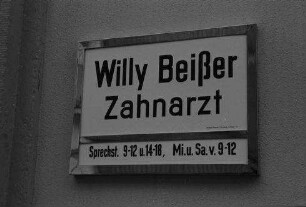 Willy Beißer
Zahnarzt
Sprechst. 9-12 u. 14-18, Mi. u. Sa. v. 9-12